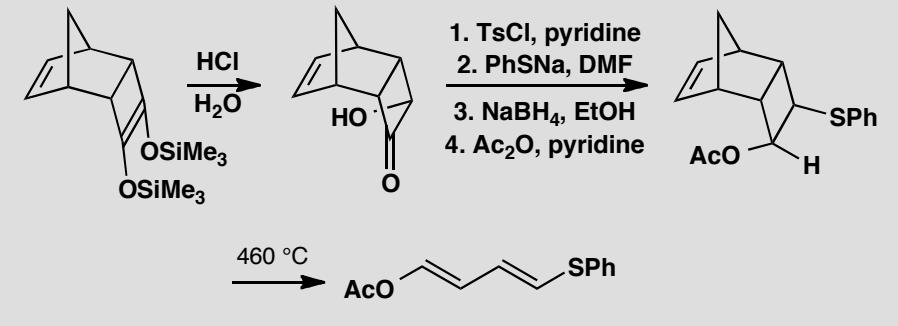 HCl
H2O
OSiMe3
OSiMe3
HO
O
1. TsCl, pyridine
2. PhSNa, DMF
3. NaBH4, EtOH
4. Ac2O, pyridine
SPh
AcO
H
460 °C
AcO
SPh